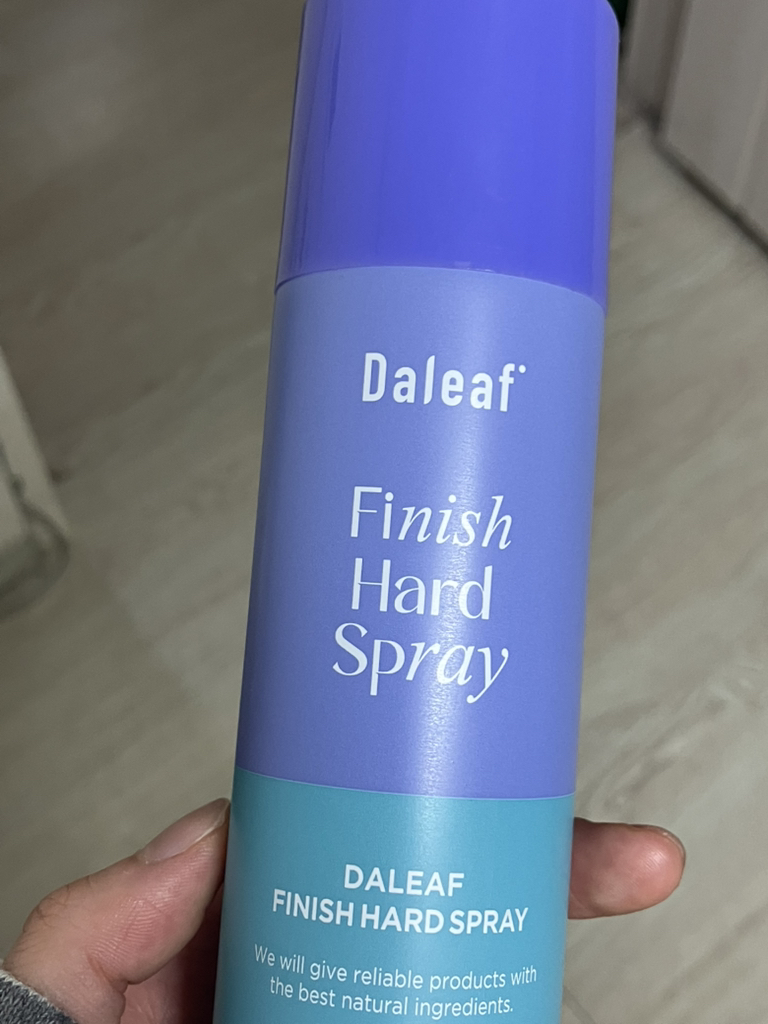 Daleaf
Finish
Hard
Spray
DALEAF
FINISH HARD SPRAY
We will give reliable products with
the best natural ingredients.